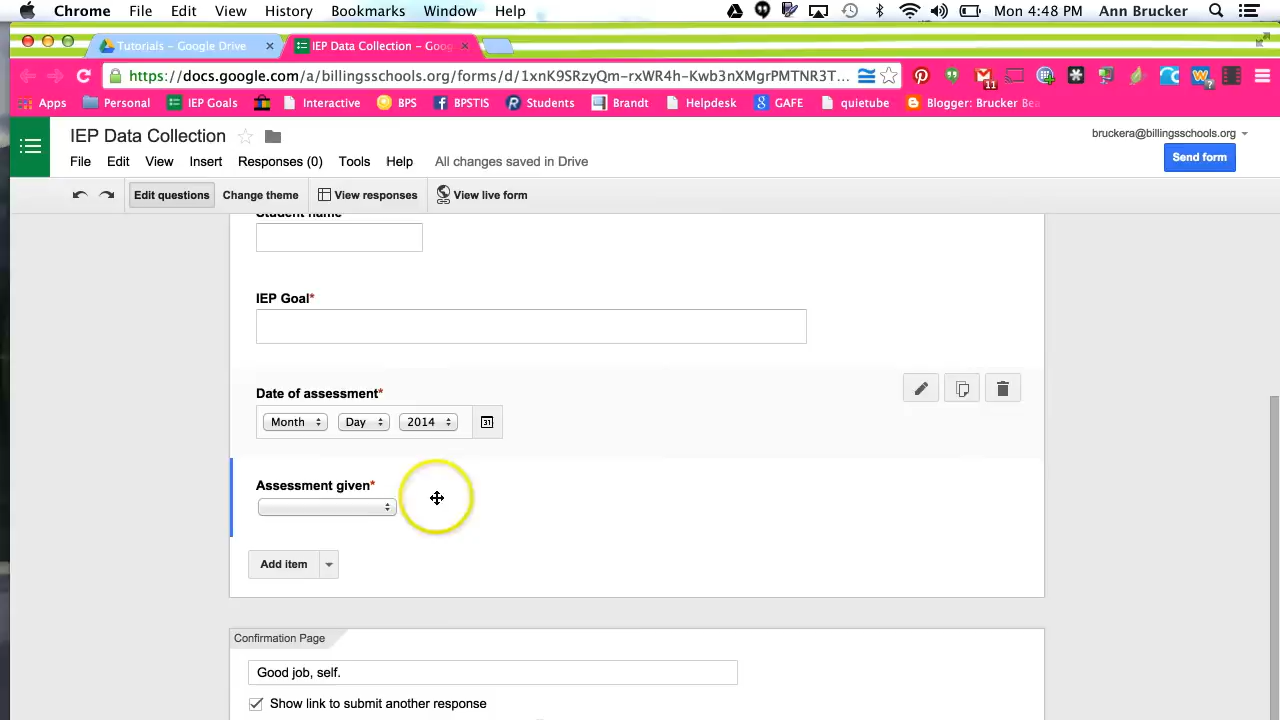 Chrome File Edit View History Bookmarks Window Help Mon 4:48 PM Ann Brucker
Tutorials – Google Drive × IEP Data Collection – Goo ×
https://docs.google.com/a/billingsschools.org/forms/d/1xnK9SRzyQm-rxWR4h-Kwb3nXMgrPMTNR3T... 11
Apps Personal IEP Goals Interactive BPS BPSTIS Students Brandt Helpdesk GAFE quietube Blogger: Brucker Bea
IEP Data Collection bruckera@billingsschools.org
File Edit View Insert Responses (0) Tools Help All changes saved in Drive Send form
Edit questions Change theme View responses View live form
Student name
IEP Goal*
Date of assessment*
Month Day 2014 31
Assessment given*
Add item
Confirmation Page
Good job, self.
Show link to submit another response